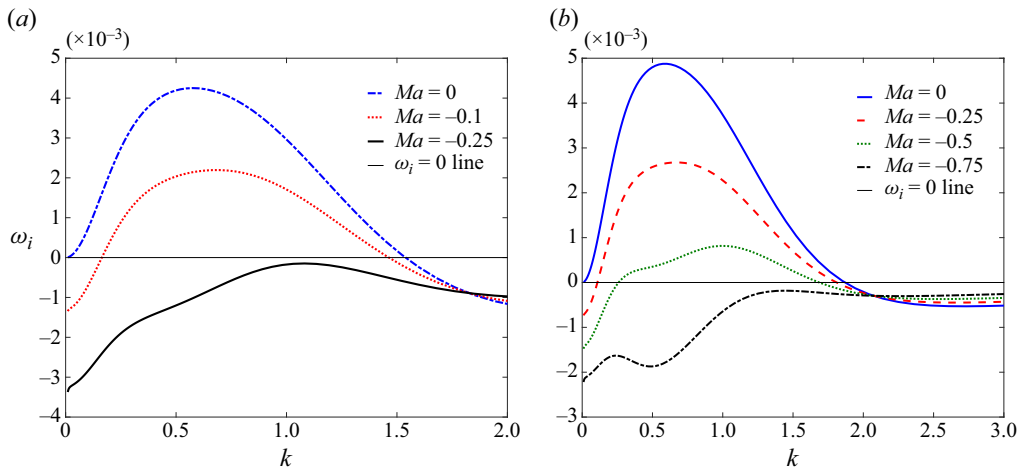 (a)
(×10–3)
5
4
3
2
1
0
–1
–2
–3
–4
ωi
0
0.5
1.0
1.5
2.0
k
Ma = 0
Ma = –0.1
Ma = –0.25
ωi = 0 line
(b)
(×10–3)
5
4
3
2
1
0
–1
–2
–3
0
0.5
1.0
1.5
2.0
2.5
3.0
k
Ma = 0
Ma = –0.25
Ma = –0.5
Ma = –0.75
ωi = 0 line